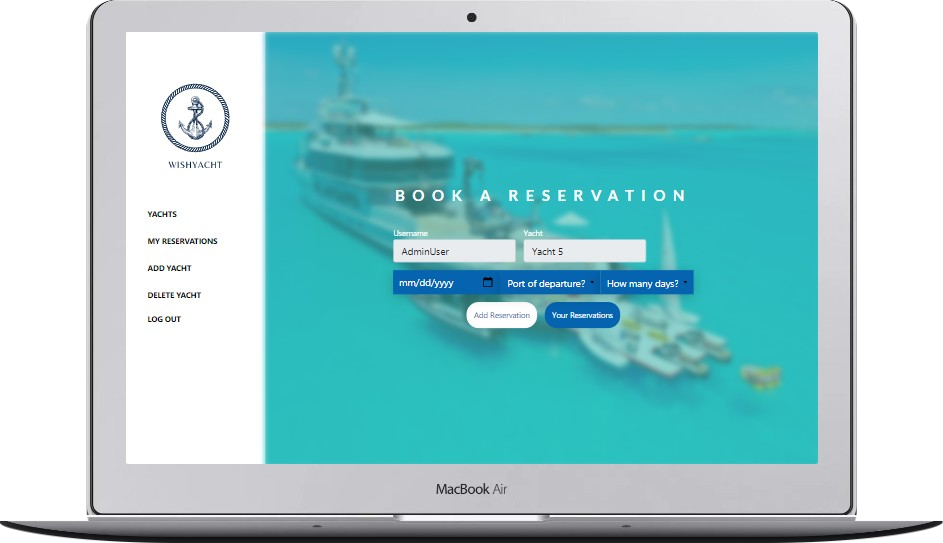 WISHYACHT
YACHTS
MY RESERVATIONS
ADD YACHT
DELETE YACHT
LOG OUT
BOOK A RESERVATION
Username Yacht
AdminUser Yacht 5
mm/dd/yyyy Port of departure? How many days?
Add Reservation Your Reservations
MacBook Air